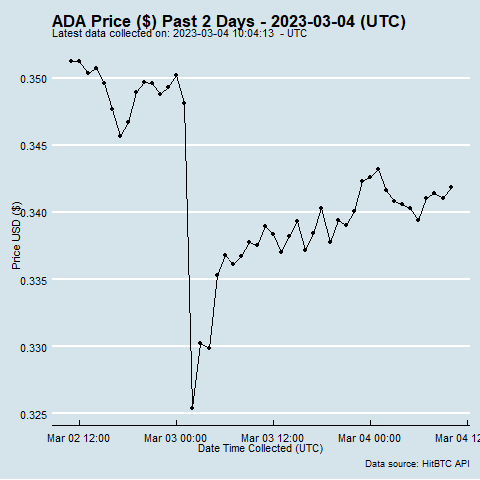 ADA Price ($) Past 2 Days - 2023-03-04 (UTC)
Latest data collected on: 2023-03-04 10:04:13  - UTC
0.350
0.345
0.340
0.335
0.330
0.325
Price USD ($)
Mar 02 12:00 Mar 03 00:00 Mar 03 12:00 Mar 04 00:00 Mar 04 12
Date Time Collected (UTC)
Data source: HitBTC API